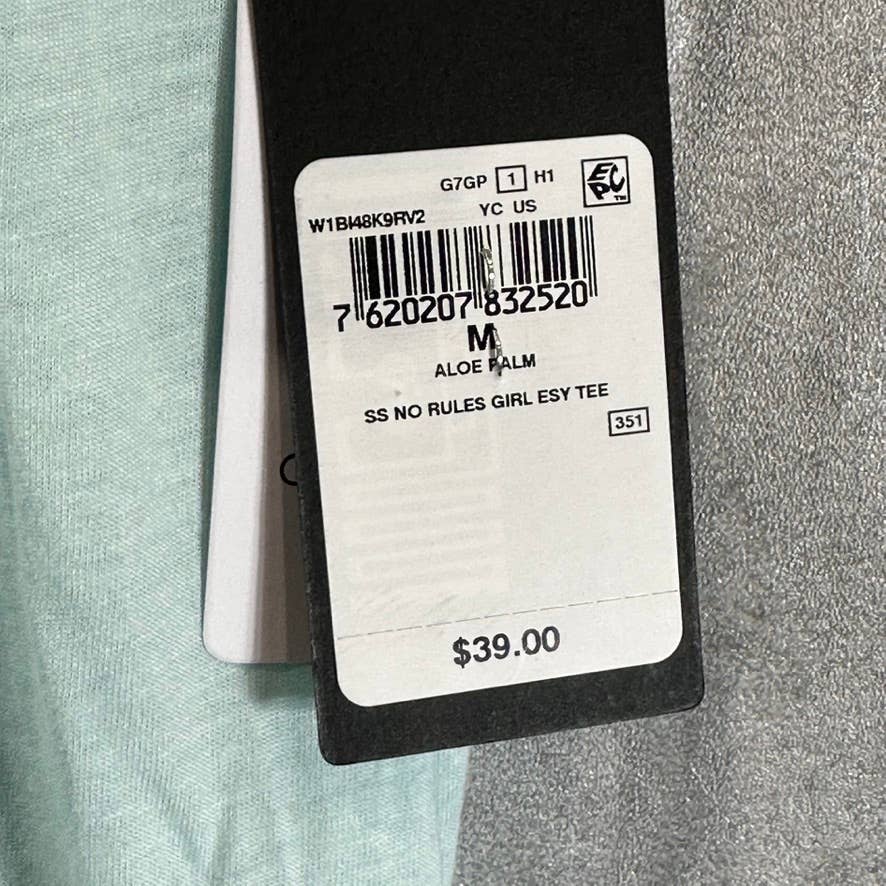 G7GP 1 H1
EPC™
YC US
W1BI48K9RV2
7 620207 832520
M
ALOE PALM
SS NO RULES GIRL ESY TEE
351
$39.00